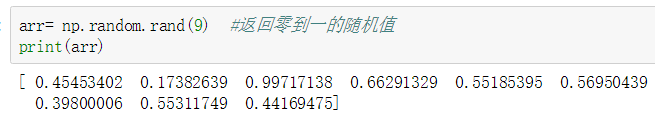 arr= np.random.rand(9)  #返回零到一的随机值
print(arr)
[ 0.45453402  0.17382639  0.99717138  0.66291329  0.55185395  0.56950439
  0.39800006  0.55311749  0.44169475]